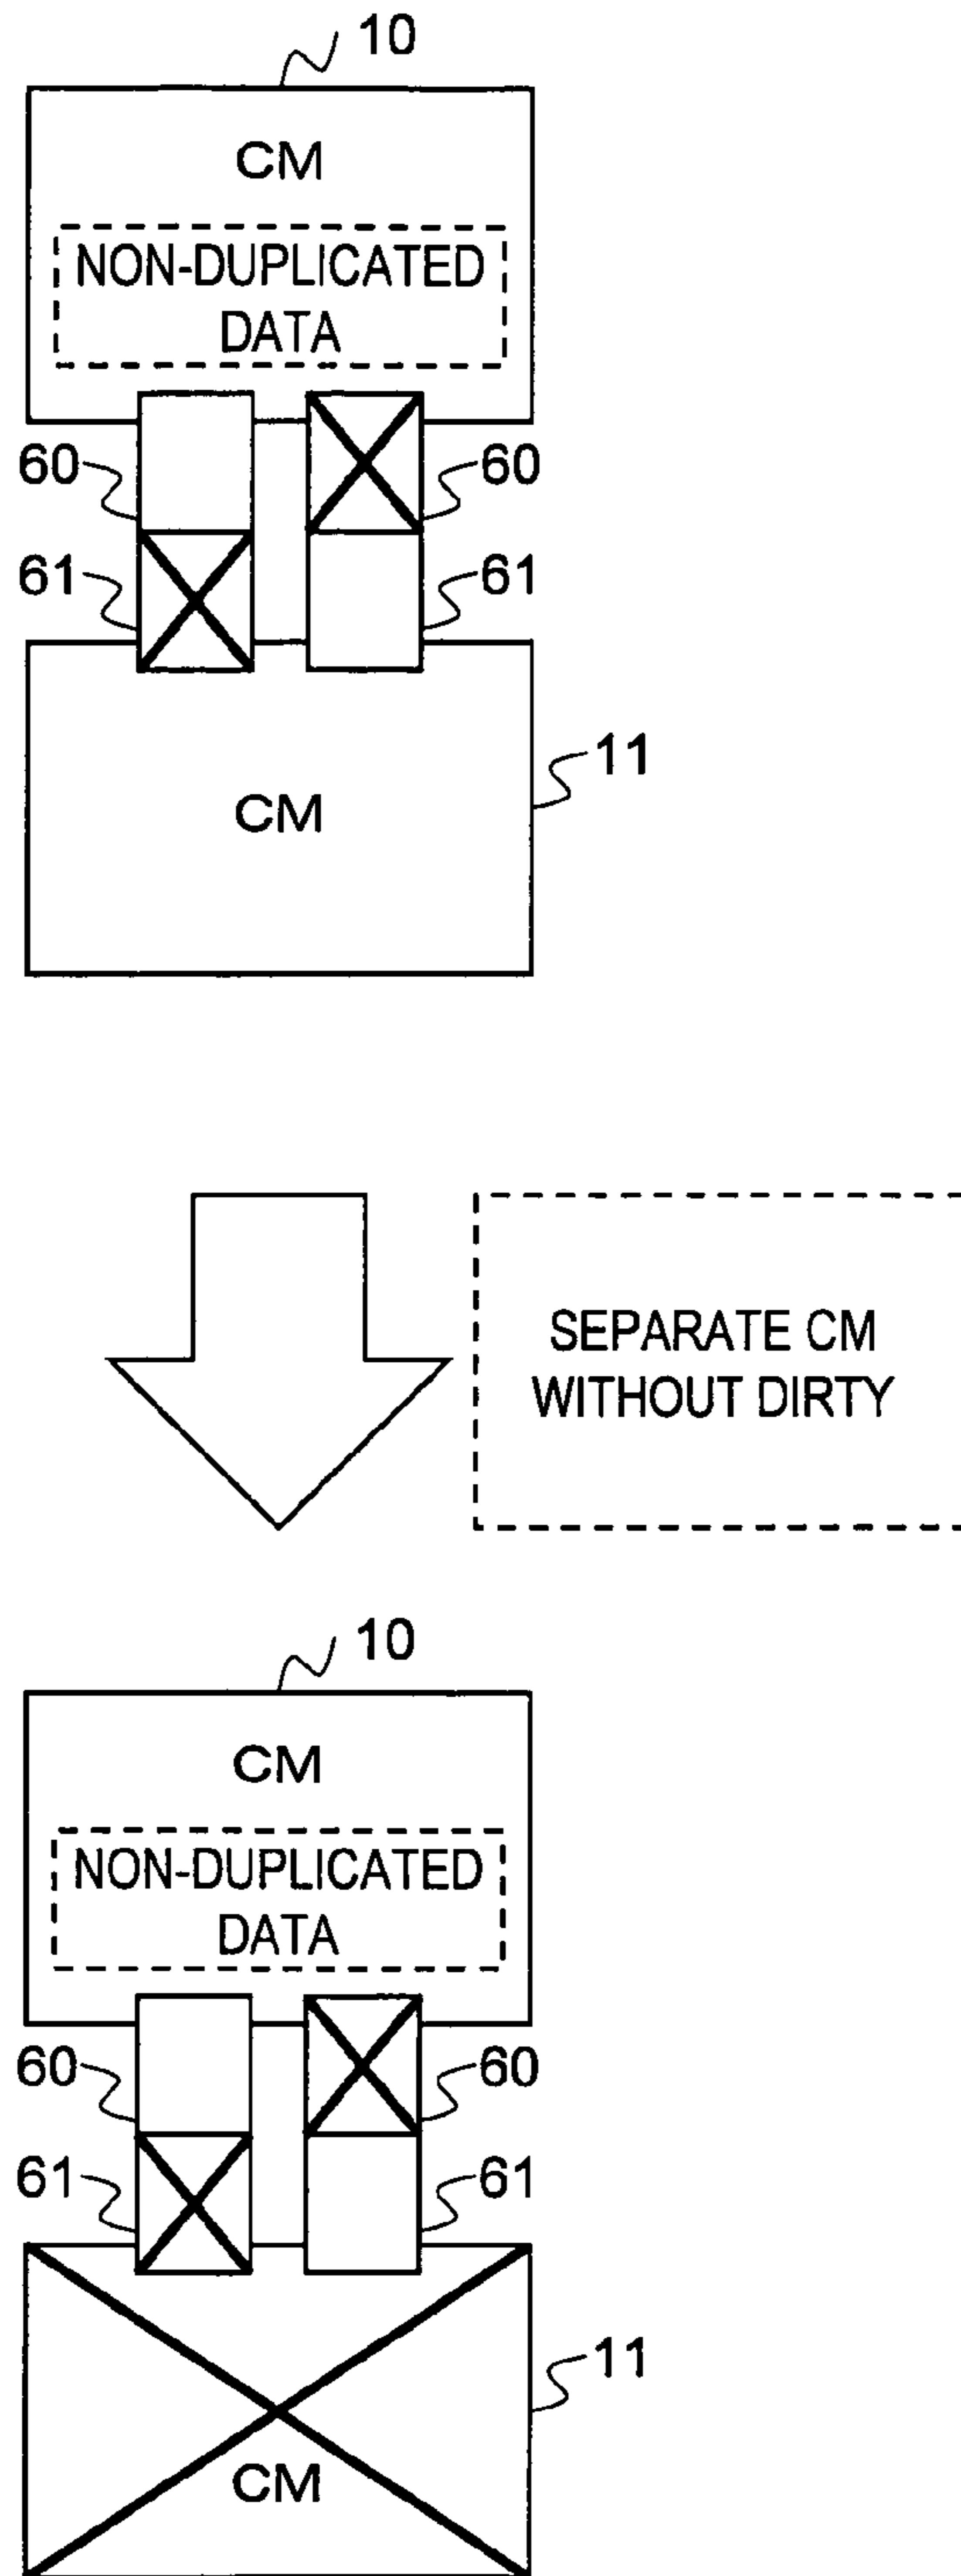 10
CM
NON-DUPLICATED
DATA
60
60
61
61
CM
11
SEPARATE CM
WITHOUT DIRTY
10
CM
NON-DUPLICATED
DATA
60
60
61
61
11
CM